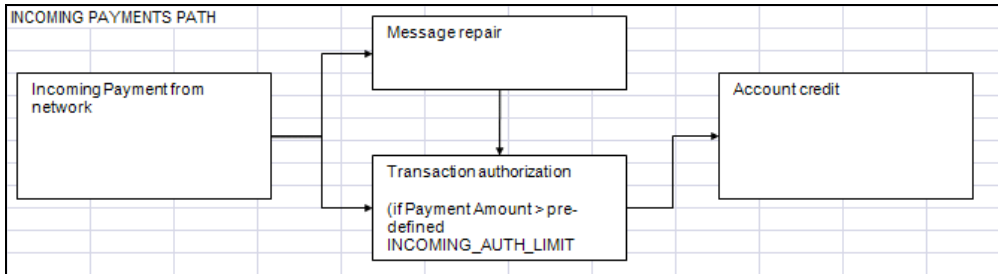 INCOMING PAYMENTS PATH
Message repair
Incoming Payment from
network
Account credit
Transaction authorization
(if Payment Amount > pre-
defined
INCOMING_AUTH_LIMIT